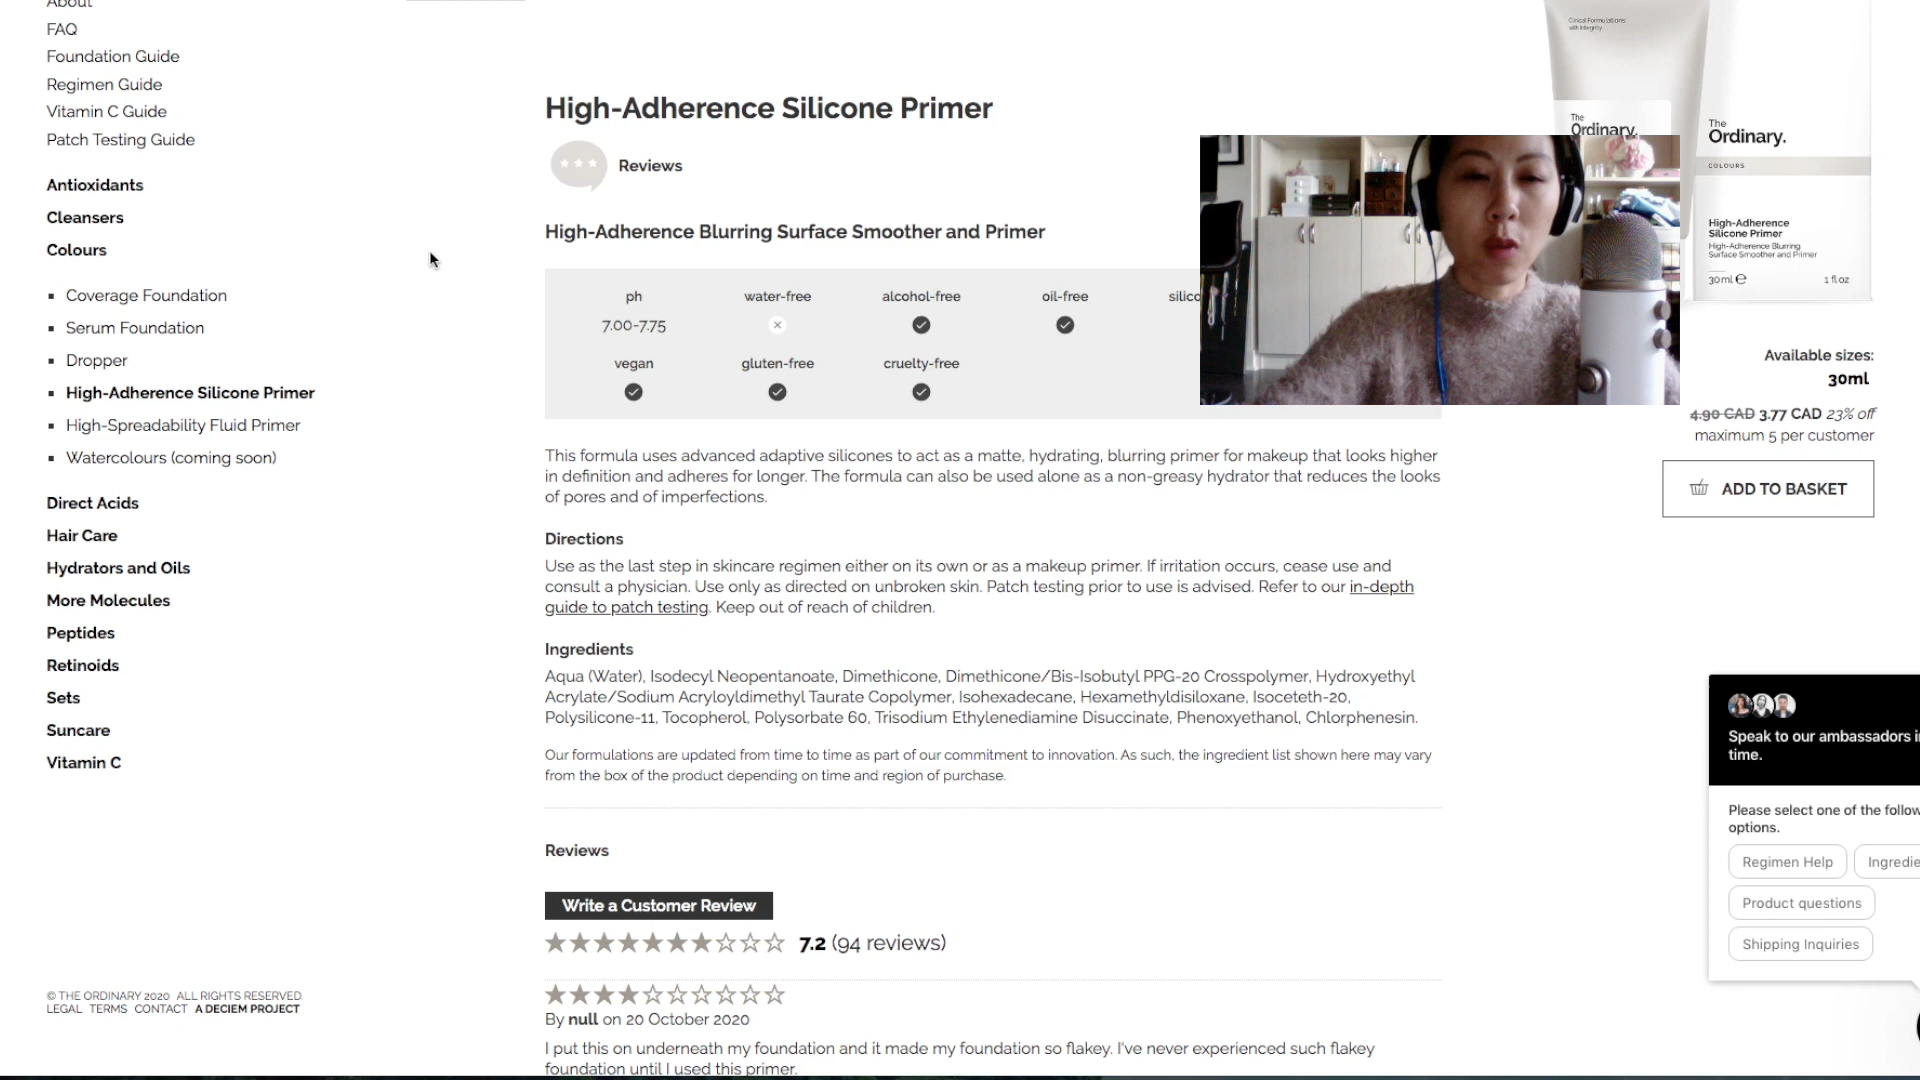 About
FAQ
Foundation Guide
Regimen Guide
Vitamin C Guide
Patch Testing Guide
Antioxidants
Cleansers
Colours
Coverage Foundation
Serum Foundation
Dropper
High-Adherence Silicone Primer
High-Spreadability Fluid Primer
Watercolours (coming soon)
Direct Acids
Hair Care
Hydrators and Oils
More Molecules
Peptides
Retinoids
Sets
Suncare
Vitamin C
© THE ORDINARY 2020 ALL RIGHTS RESERVED.
LEGAL TERMS CONTACT A DECIEM PROJECT
High-Adherence Silicone Primer
Reviews
High-Adherence Blurring Surface Smoother and Primer
ph water-free alcohol-free oil-free silico
7.00-7.75
vegan gluten-free cruelty-free
This formula uses advanced adaptive silicones to act as a matte, hydrating, blurring primer for makeup that looks higher
in definition and adheres for longer. The formula can also be used alone as a non-greasy hydrator that reduces the looks
of pores and of imperfections.
Directions
Use as the last step in skincare regimen either on its own or as a makeup primer. If irritation occurs, cease use and
consult a physician. Use only as directed on unbroken skin. Patch testing prior to use is advised. Refer to our in-depth
guide to patch testing. Keep out of reach of children.
Ingredients
Aqua (Water), Isodecyl Neopentanoate, Dimethicone, Dimethicone/Bis-Isobutyl PPG-20 Crosspolymer, Hydroxyethyl
Acrylate/Sodium Acryloyldimethyl Taurate Copolymer, Isohexadecane, Hexamethyldisiloxane, Isoceteth-20,
Polysilicone-11, Tocopherol, Polysorbate 60, Trisodium Ethylenediamine Disuccinate, Phenoxyethanol, Chlorphenesin.
Our formulations are updated from time to time as part of our commitment to innovation. As such, the ingredient list shown here may vary
from the box of the product depending on time and region of purchase.
Reviews
Write a Customer Review
7.2 (94 reviews)
By null on 20 October 2020
I put this on underneath my foundation and it made my foundation so flakey. I've never experienced such flakey
foundation until I used this primer.
Clinical Formulations
with Integrity
The
Ordinary.
The
Ordinary.
COLOURS
High-Adherence
Silicone Primer
High-Adherence Blurring
Surface Smoother and Primer
30ml e 1 fl oz
Available sizes:
30ml
4.90 CAD 3.77 CAD 23% off
maximum 5 per customer
ADD TO BASKET
Speak to our ambassadors i
time.
Please select one of the follow
options.
Regimen Help Ingredie
Product questions
Shipping Inquiries